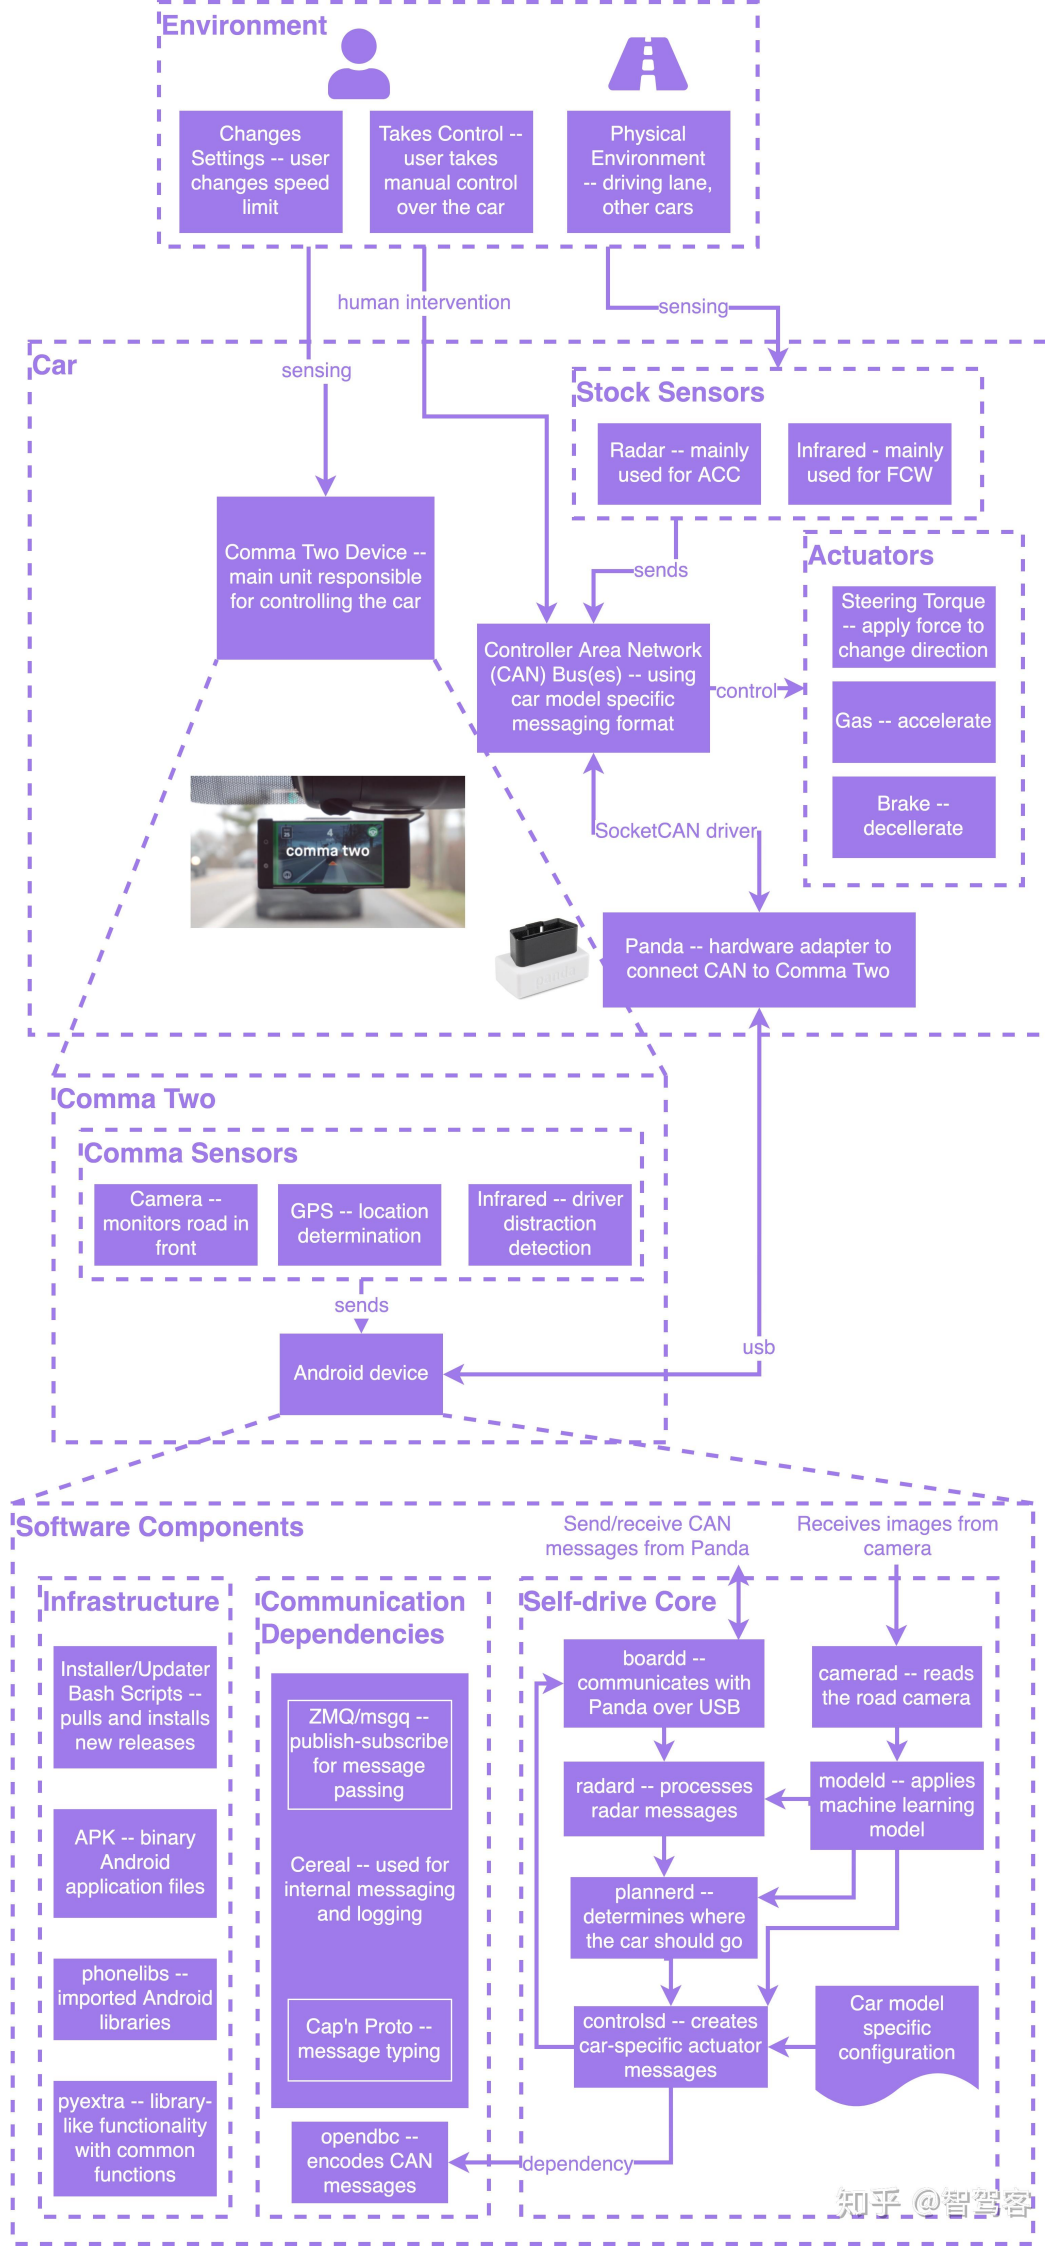 Environment
Changes
Settings -- user
changes speed
limit
Takes Control --
user takes
manual control
over the car
Physical
Environment
-- driving lane,
other cars
human intervention
sensing
Car
sensing
Stock Sensors
Radar -- mainly
used for ACC
Infrared - mainly
used for FCW
Comma Two Device --
main unit responsible
for controlling the car
sends
Actuators
Steering Torque
-- apply force to
change direction
Gas -- accelerate
Brake --
decellerate
Controller Area Network
(CAN) Bus(es) -- using
car model specific
messaging format
control
4
comma two
SocketCAN driver
Panda -- hardware adapter to
connect CAN to Comma Two
Comma Two
Comma Sensors
Camera --
monitors road in
front
GPS -- location
determination
Infrared -- driver
distraction
detection
sends
Android device
usb
Software Components
Send/receive CAN
messages from Panda
Receives images from
camera
Infrastructure
Installer/Updater
Bash Scripts --
pulls and installs
new releases
APK -- binary
Android
application files
phonelibs --
imported Android
libraries
pyextra -- library-
like functionality
with common
functions
Communication
Dependencies
ZMQ/msgq --
publish-subscribe
for message
passing
Cereal -- used for
internal messaging
and logging
Cap'n Proto --
message typing
opendbc --
encodes CAN
messages
Self-drive Core
boardd --
communicates with
Panda over USB
camerad -- reads
the road camera
radard -- processes
radar messages
modeld -- applies
machine learning
model
plannerd --
determines where
the car should go
controlsd -- creates
car-specific actuator
messages
Car model
specific
configuration
dependency
知乎 @智驾客